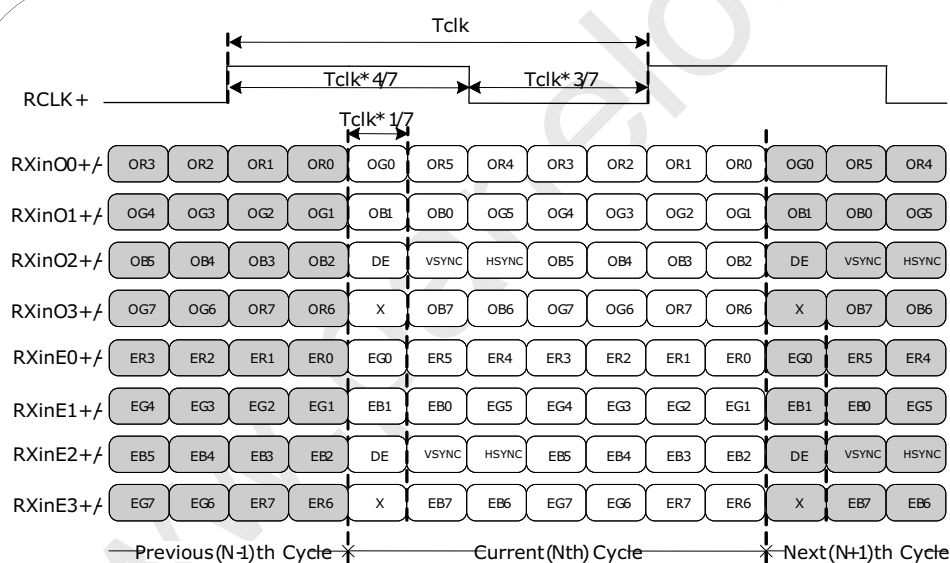 Tclk
Tclk*4/7 Tclk*3/7
RCLK+
Tclk*1/7
RXinO0+/- OR3 OR2 OR1 OR0 OG0 OR5 OR4 OR3 OR2 OR1 OR0 OG0 OR5 OR4
RXinO1+/- OG4 OG3 OG2 OG1 OB1 OB0 OG5 OG4 OG3 OG2 OG1 OB1 OB0 OG5
RXinO2+/- OB5 OB4 OB3 OB2 DE VSYNC HSYNC OB5 OB4 OB3 OB2 DE VSYNC HSYNC
RXinO3+/- OG7 OG6 OR7 OR6 X OB7 OB6 OG7 OG6 OR7 OR6 X OB7 OB6
RXinE0+/- ER3 ER2 ER1 ER0 EG0 ER5 ER4 ER3 ER2 ER1 ER0 EG0 ER5 ER4
RXinE1+/- EG4 EG3 EG2 EG1 EB1 EB0 EG5 EG4 EG3 EG2 EG1 EB1 EB0 EG5
RXinE2+/- EB5 EB4 EB3 EB2 DE VSYNC HSYNC EB5 EB4 EB3 EB2 DE VSYNC HSYNC
RXinE3+/- EG7 EG6 ER7 ER6 X EB7 EB6 EG7 EG6 ER7 ER6 X EB7 EB6
Previous(N-1)th Cycle Current(Nth) Cycle Next(N+1)th Cycle